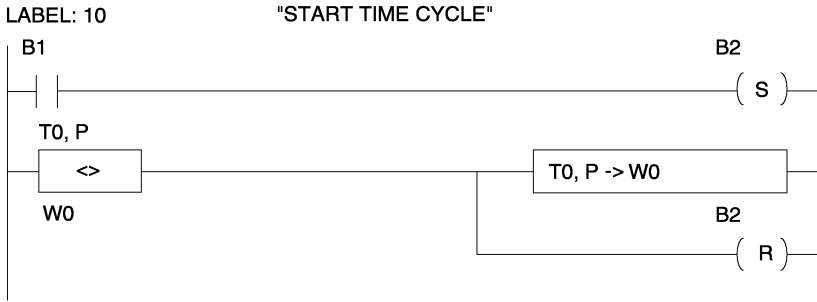 LABEL: 10 "START TIME CYCLE"
B1 B2
S
T0, P
<> T0, P -> W0
W0 B2
R